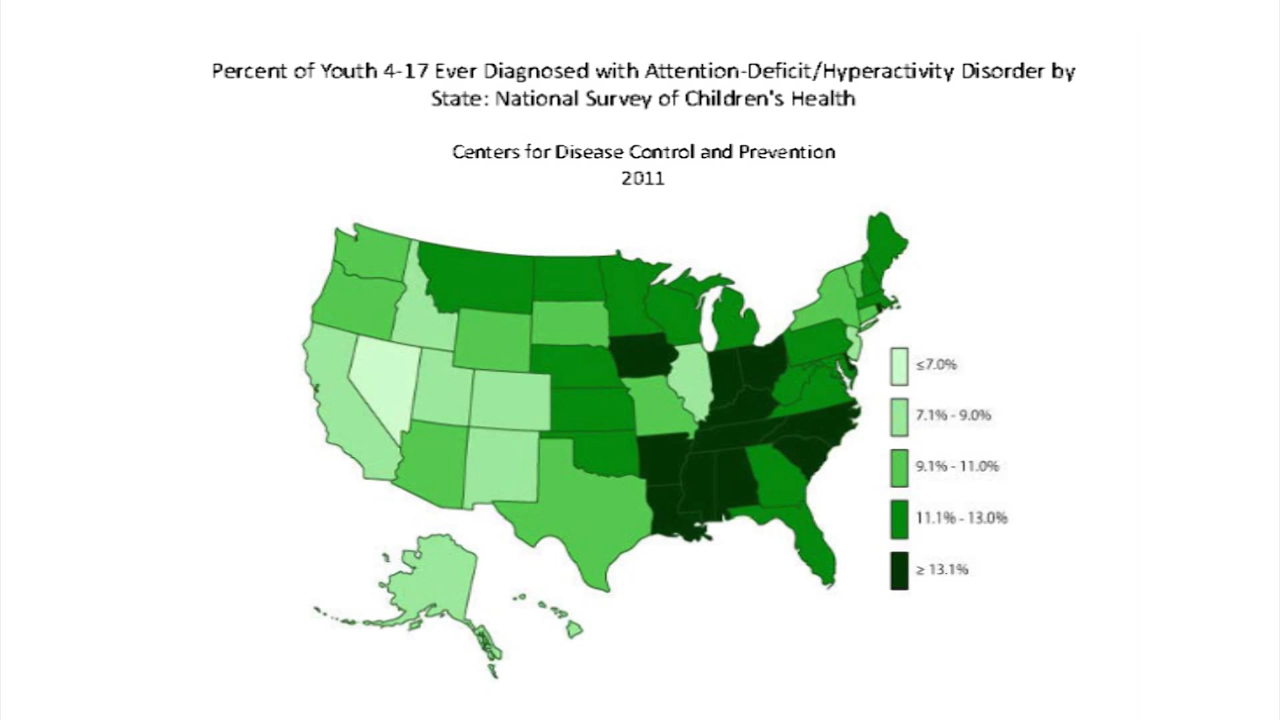 Percent of Youth 4-17 Ever Diagnosed with Attention-Deficit/Hyperactivity Disorder by
State: National Survey of Children's Health
Centers for Disease Control and Prevention
2011
≤7.0%
7.1% - 9.0%
9.1% - 11.0%
11.1% - 13.0%
≥ 13.1%